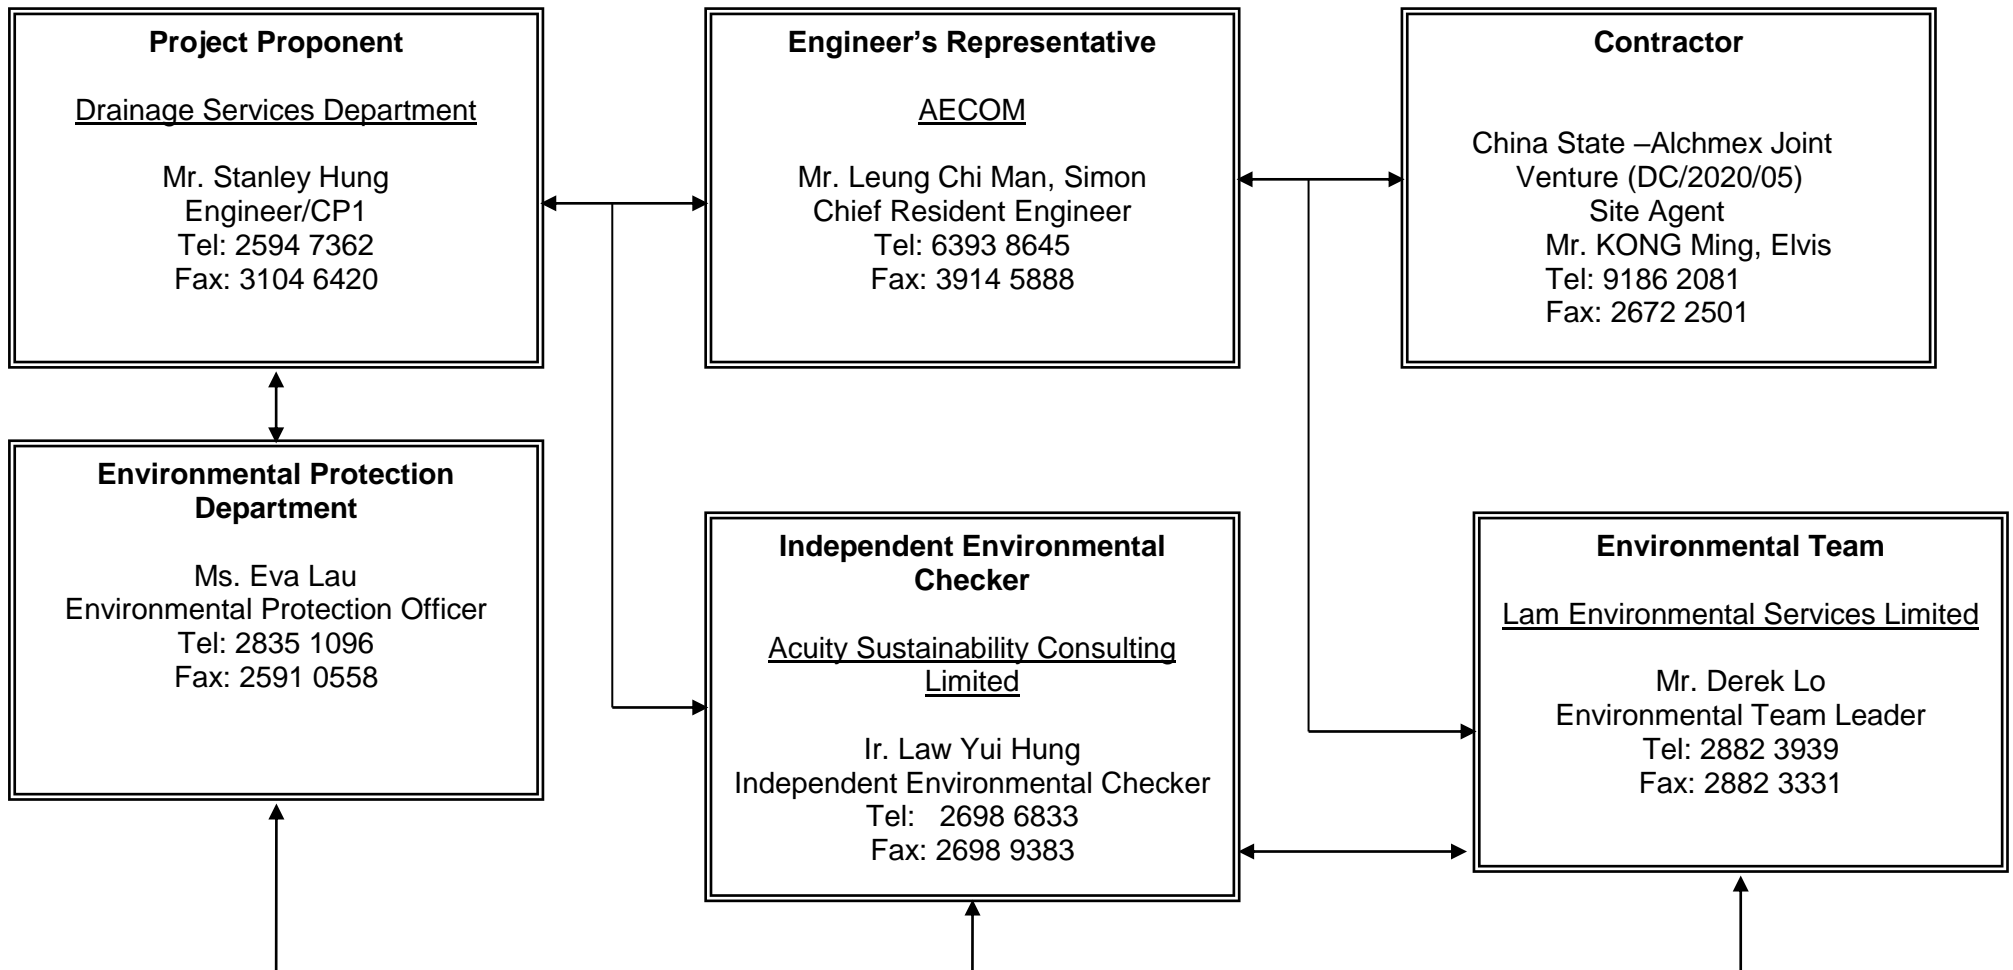 Project Proponent
Drainage Services Department
Mr. Stanley Hung
Engineer/CP1
Tel: 2594 7362
Fax: 3104 6420
Engineer’s Representative
AECOM
Mr. Leung Chi Man, Simon
Chief Resident Engineer
Tel: 6393 8645
Fax: 3914 5888
Contractor
China State –Alchmex Joint
Venture (DC/2020/05)
Site Agent
Mr. KONG Ming, Elvis
Tel: 9186 2081
Fax: 2672 2501
Environmental Protection
Department
Ms. Eva Lau
Environmental Protection Officer
Tel: 2835 1096
Fax: 2591 0558
Independent Environmental
Checker
Acuity Sustainability Consulting
Limited
Ir. Law Yui Hung
Independent Environmental Checker
Tel:   2698 6833
Fax: 2698 9383
Environmental Team
Lam Environmental Services Limited
Mr. Derek Lo
Environmental Team Leader
Tel: 2882 3939
Fax: 2882 3331